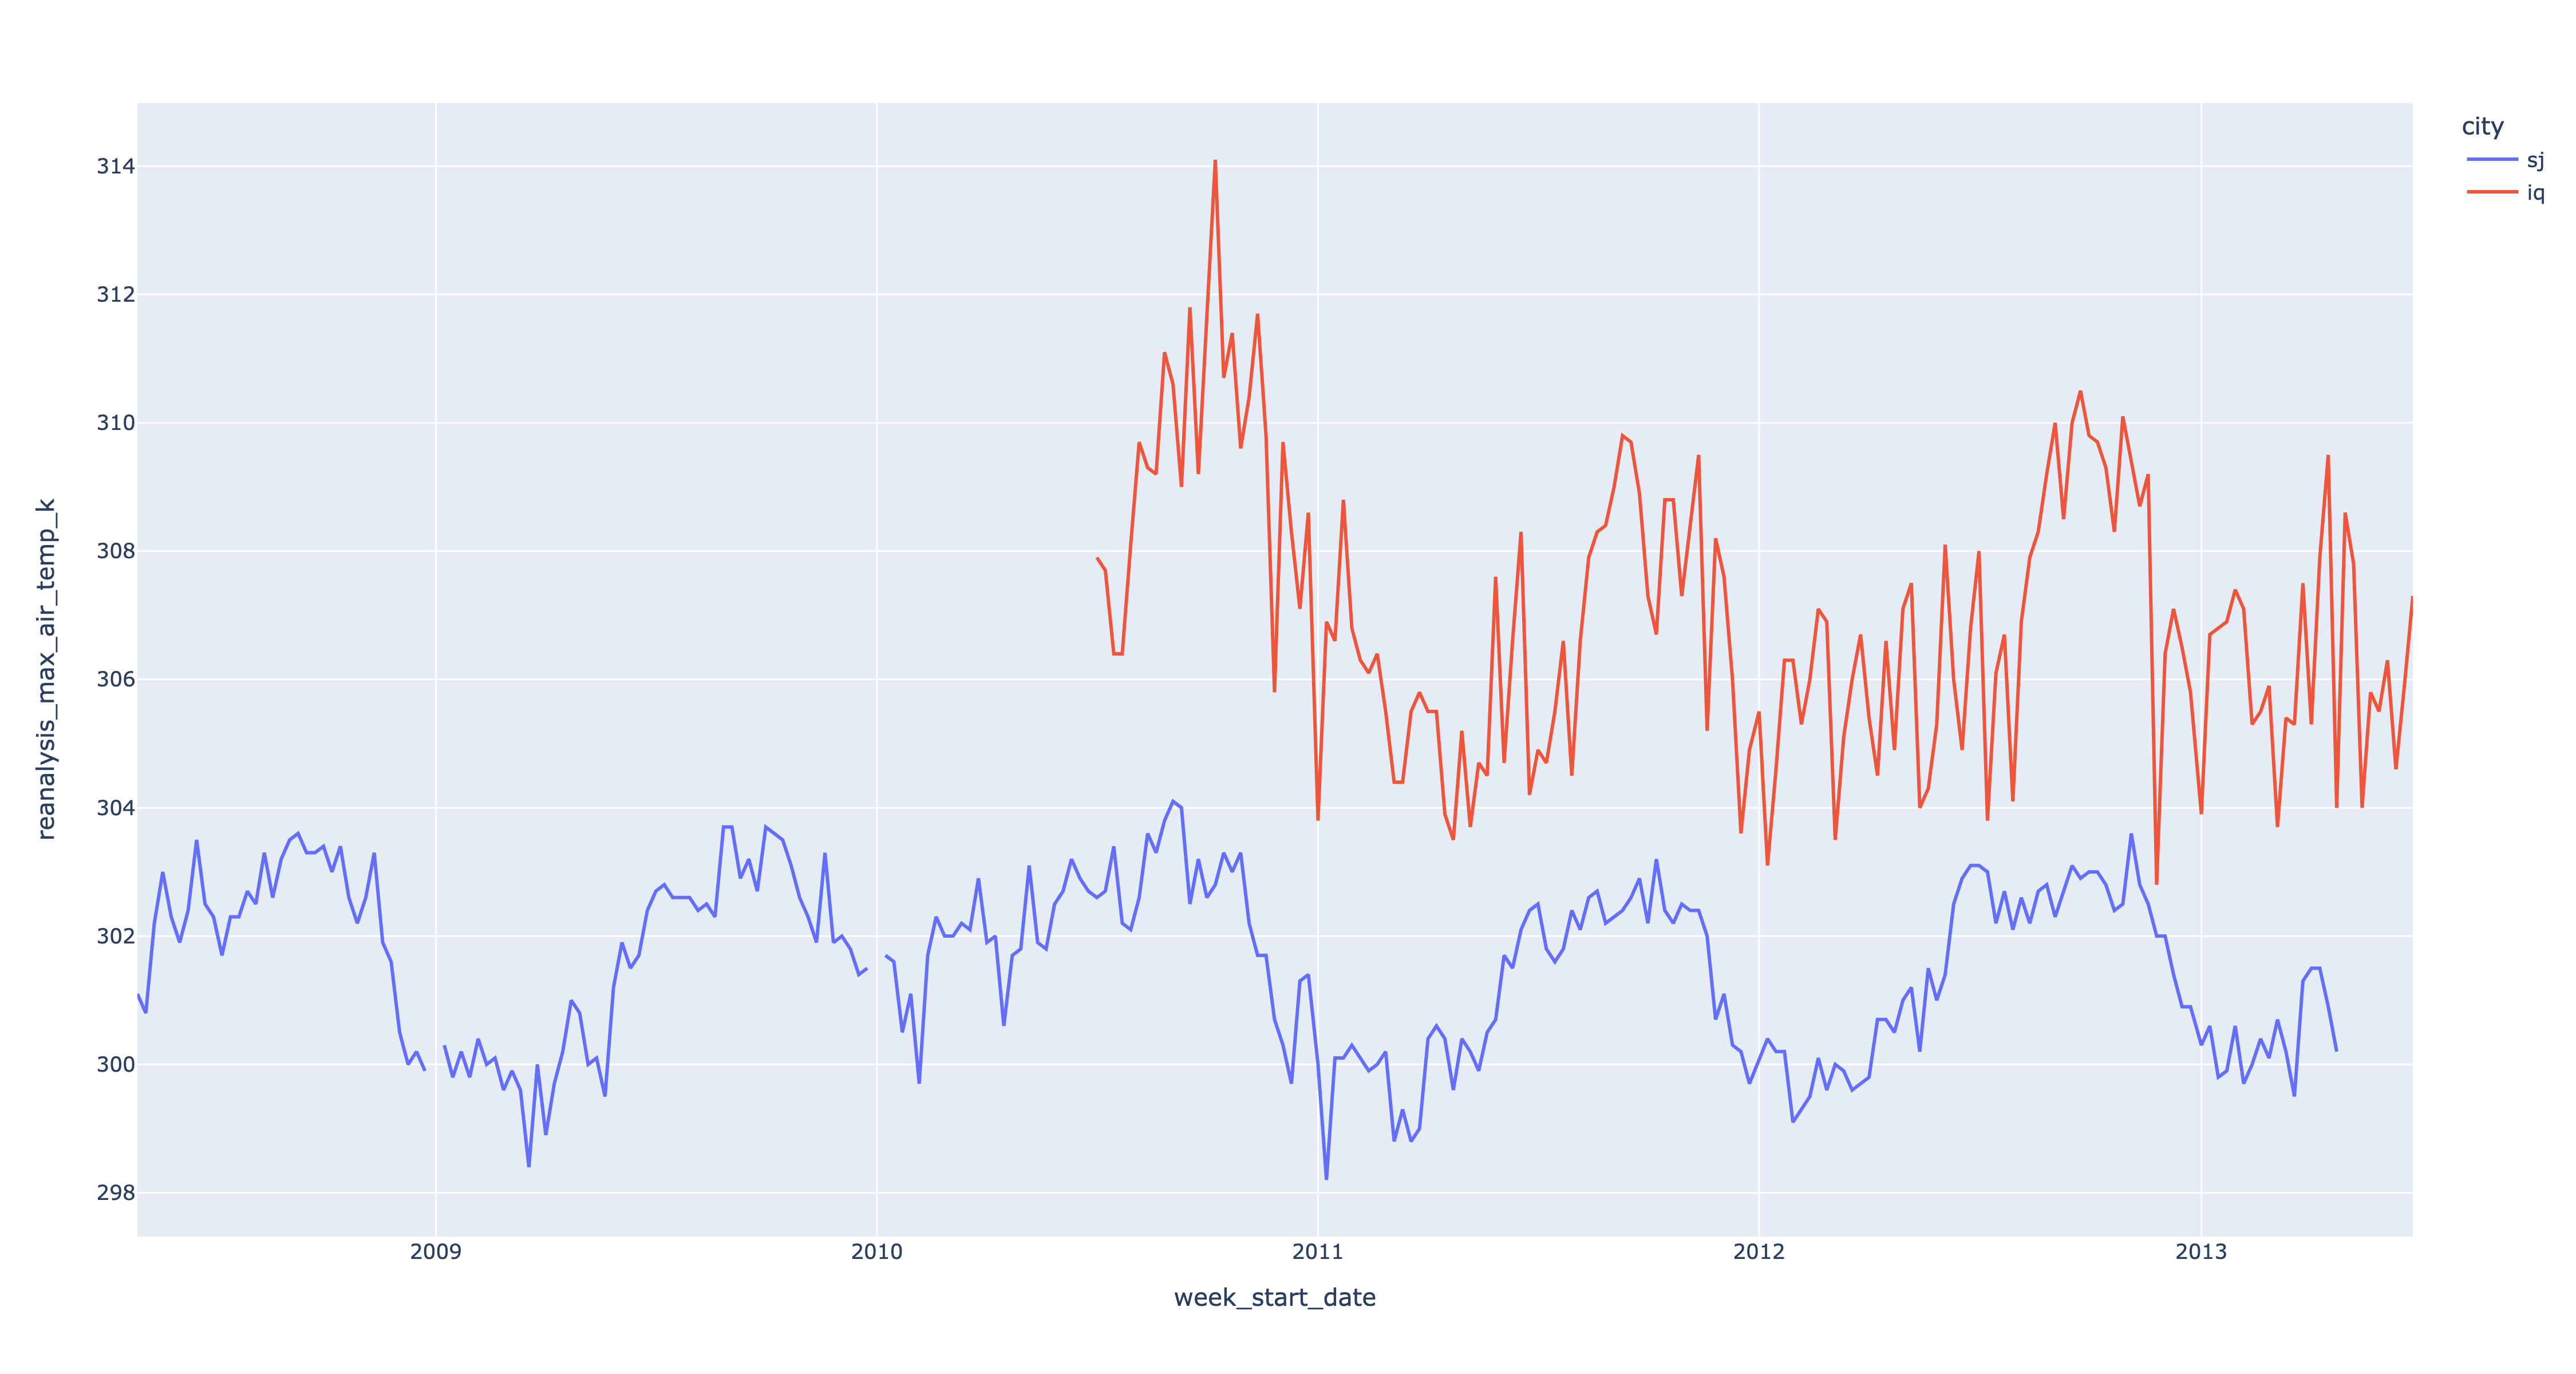 city
sj
iq
314
312
310
308
306
304
302
300
298
reanalysis_max_air_temp_k
2009 2010 2011 2012 2013
week_start_date